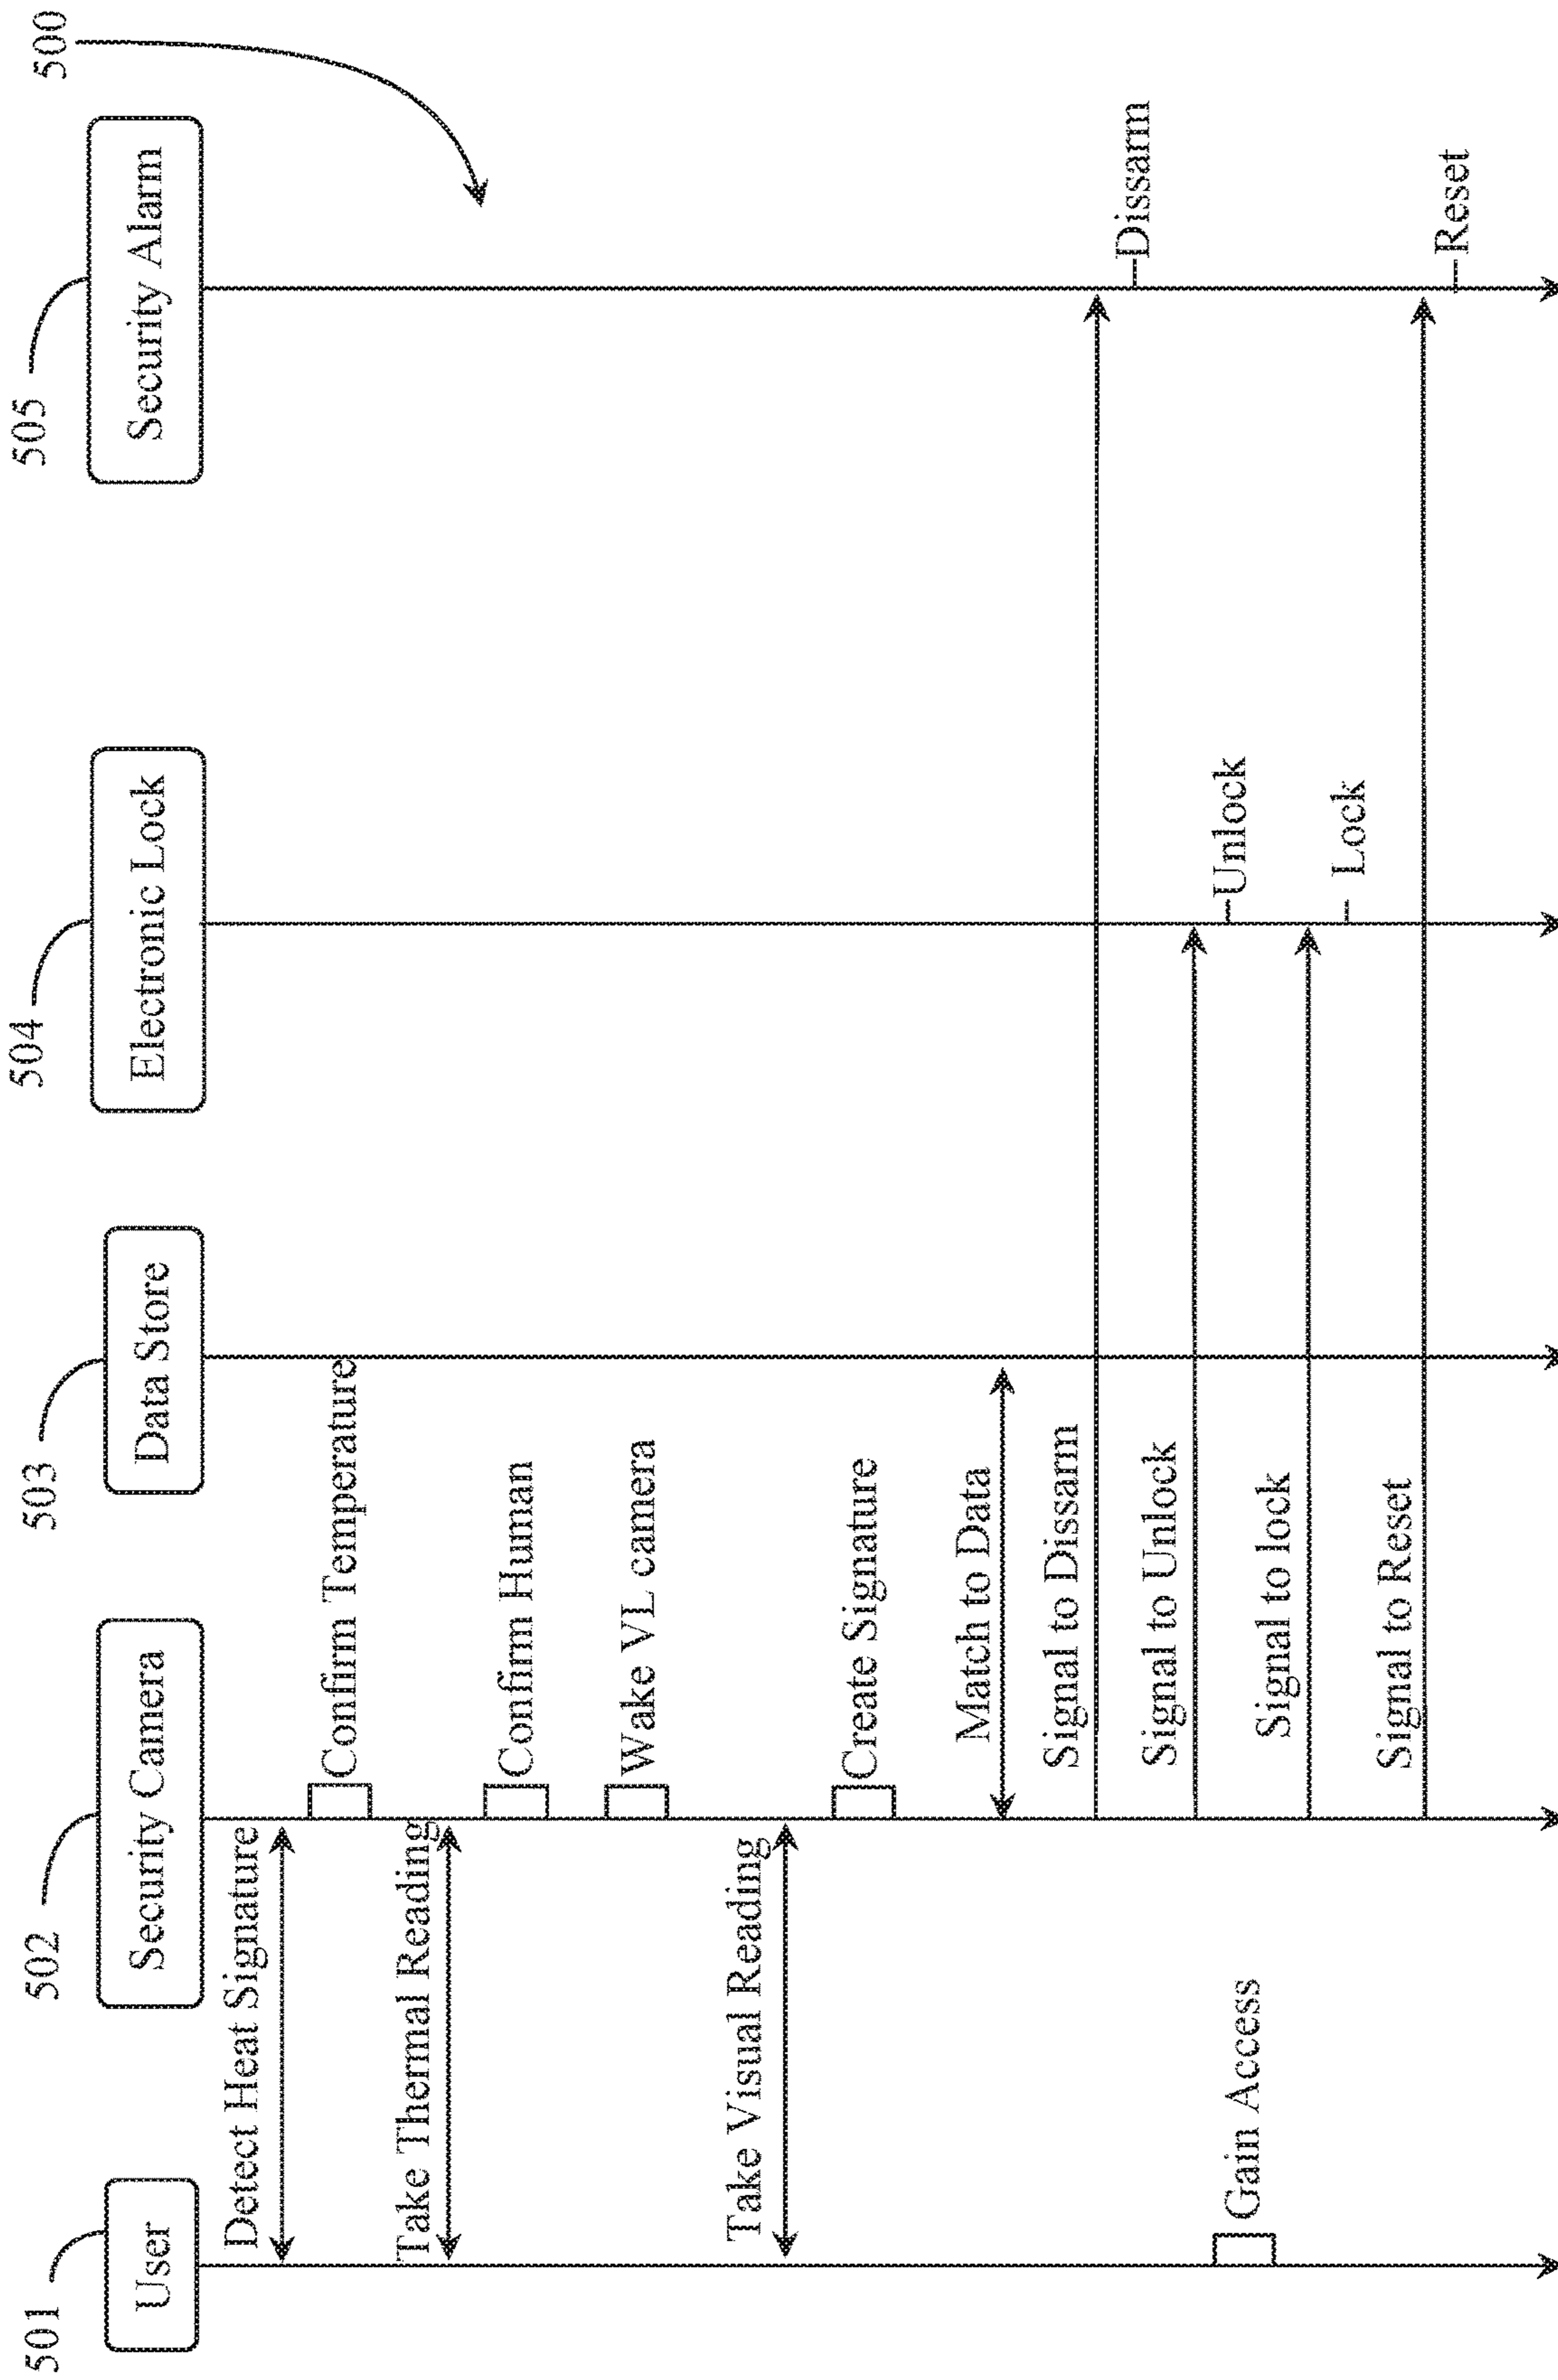 500
501
502
503
504
505
User
Security Camera
Data Store
Electronic Lock
Security Alarm
Detect Heat Signature
Confirm Temperature
Take Thermal Reading
Confirm Human
Wake VL camera
Take Visual Reading
Create Signature
Match to Data
Signal to Dissarm
Dissarm
Signal to Unlock
Unlock
Gain Access
Signal to lock
Lock
Signal to Reset
Reset